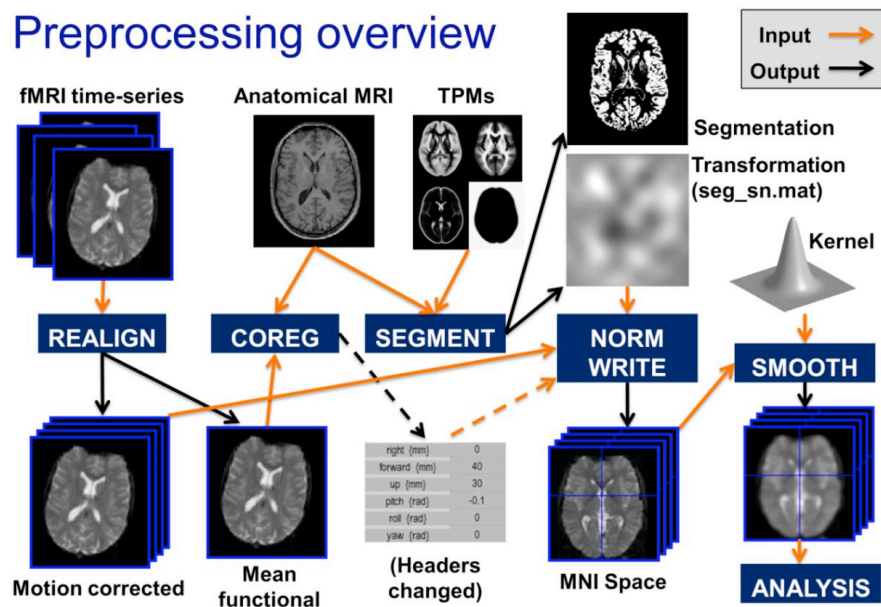 Preprocessing overview
Input
Output
fMRI time-series
Anatomical MRI
TPMs
Segmentation
Transformation
(seg_sn.mat)
Kernel
REALIGN
COREG
SEGMENT
NORM
WRITE
SMOOTH
right {mm} 0
forward {mm} 40
up {mm} 30
pitch {rad} -0.1
roll {rad} 0
yaw {rad} 0
Motion corrected
Mean
functional
(Headers
changed)
MNI Space
ANALYSIS